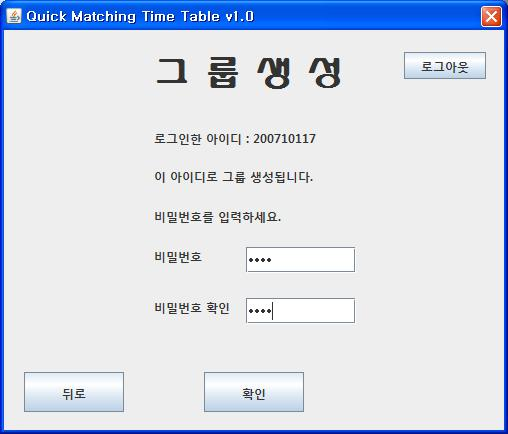 Quick Matching Time Table v1.0
그룹 생성
로그아웃
로그인한 아이디 : 200710117
이 아이디로 그룹 생성됩니다.
비밀번호를 입력하세요.
비밀번호 ••••
비밀번호 확인 ••••
뒤로 확인